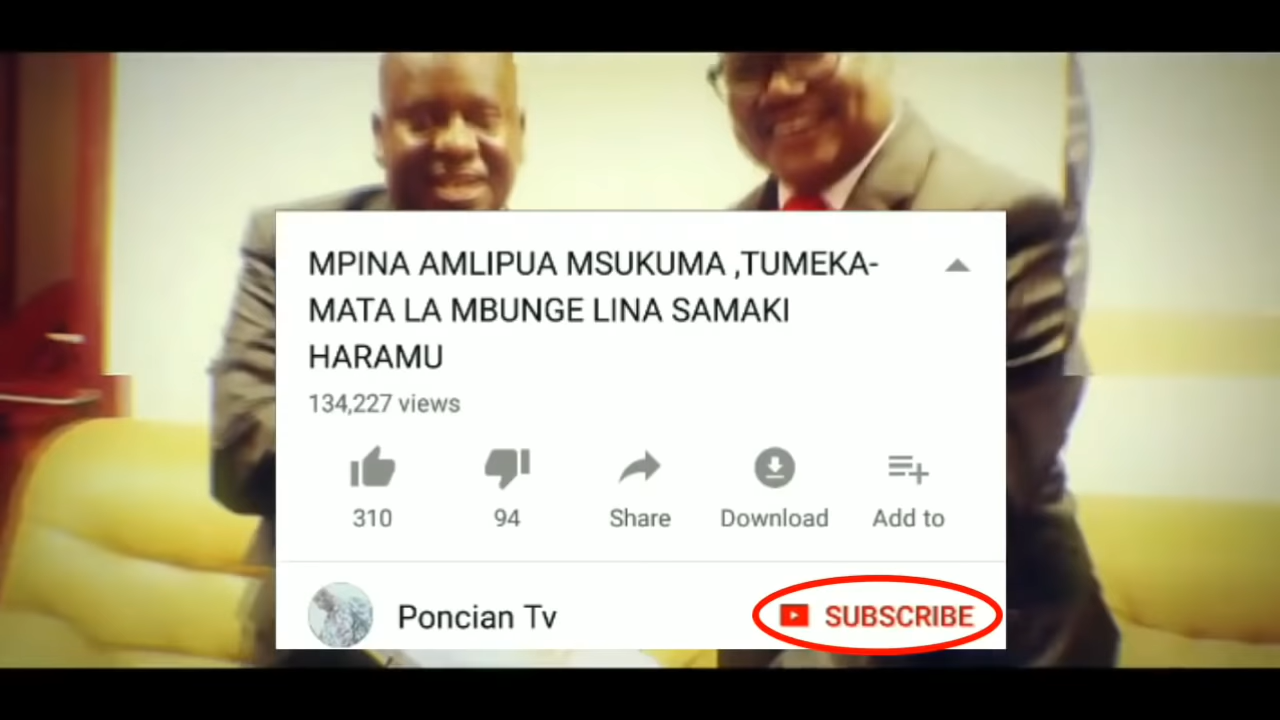 MPINA AMLIPUA MSUKUMA ,TUMEKA-
MATA LA MBUNGE LINA SAMAKI
HARAMU
134,227 views
310 94 Share Download Add to
Poncian Tv SUBSCRIBE